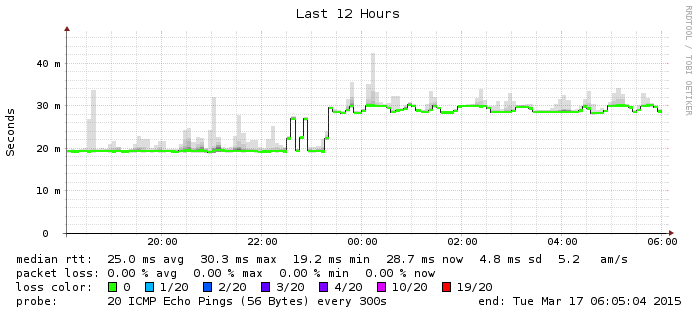 Last 12 Hours
RRDTOOL / TOBI OETIKER
Seconds
40 m
30 m
20 m
10 m
0
20:00 22:00 00:00 02:00 04:00 06:00
median rtt: 25.0 ms avg 30.3 ms max 19.2 ms min 28.7 ms now 4.8 ms sd 5.2 am/s
packet loss: 0.00 % avg 0.00 % max 0.00 % min 0.00 % now
loss color: 0 1/20 2/20 3/20 4/20 10/20 19/20
probe: 20 ICMP Echo Pings (56 Bytes) every 300s end: Tue Mar 17 06:05:04 2015